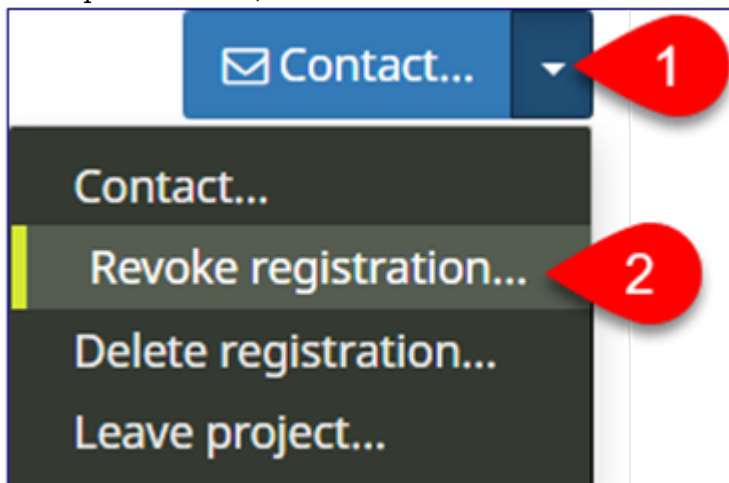 Contact...
1
Contact...
Revoke registration...
2
Delete registration...
Leave project...